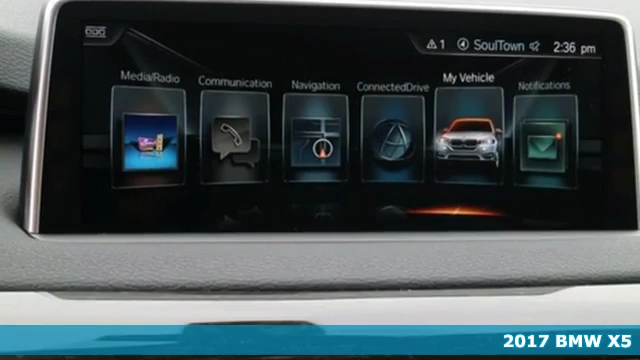 1 SoulTown 2:36 pm
Media/Radio Communication Navigation ConnectedDrive My Vehicle Notifications
2017 BMW X5